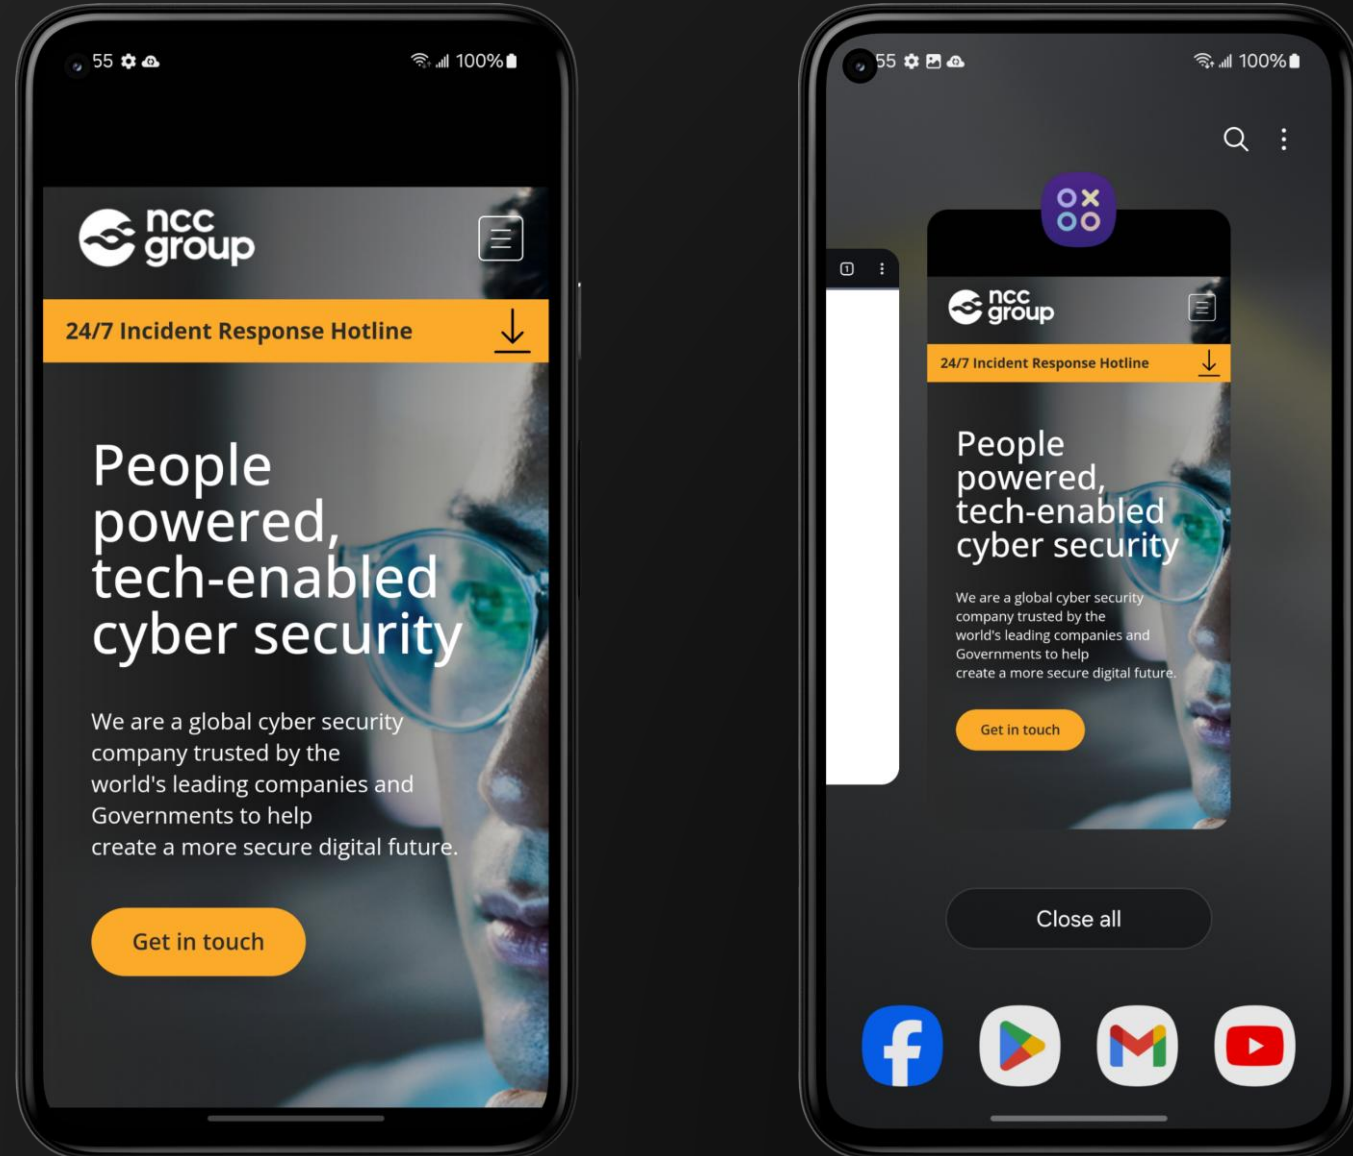 55 100%
ncc
group
24/7 Incident Response Hotline
People
powered,
tech-enabled
cyber security
We are a global cyber security
company trusted by the
world's leading companies and
Governments to help
create a more secure digital future.
Get in touch
55 100%
1
ncc
group
24/7 Incident Response Hotline
People
powered,
tech-enabled
cyber security
We are a global cyber security
company trusted by the
world's leading companies and
Governments to help
create a more secure digital future.
Get in touch
Close all